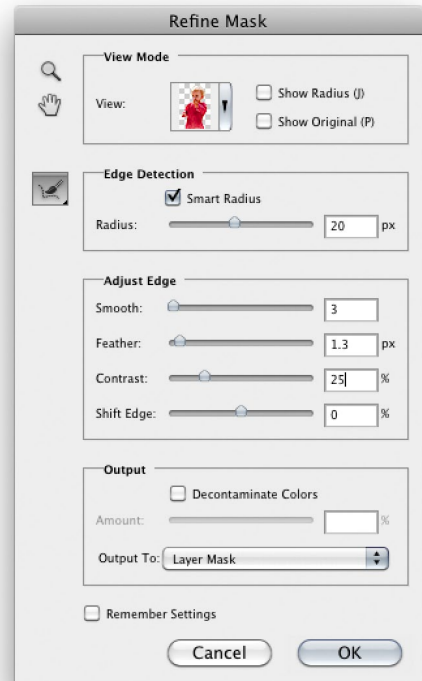 Refine Mask
View Mode
View:
Show Radius (J)
Show Original (P)
Edge Detection
Smart Radius
Radius: 20 px
Adjust Edge
Smooth: 3
Feather: 1.3 px
Contrast: 25 %
Shift Edge: 0 %
Output
Decontaminate Colors
Amount: %
Output To: Layer Mask
Remember Settings
Cancel OK